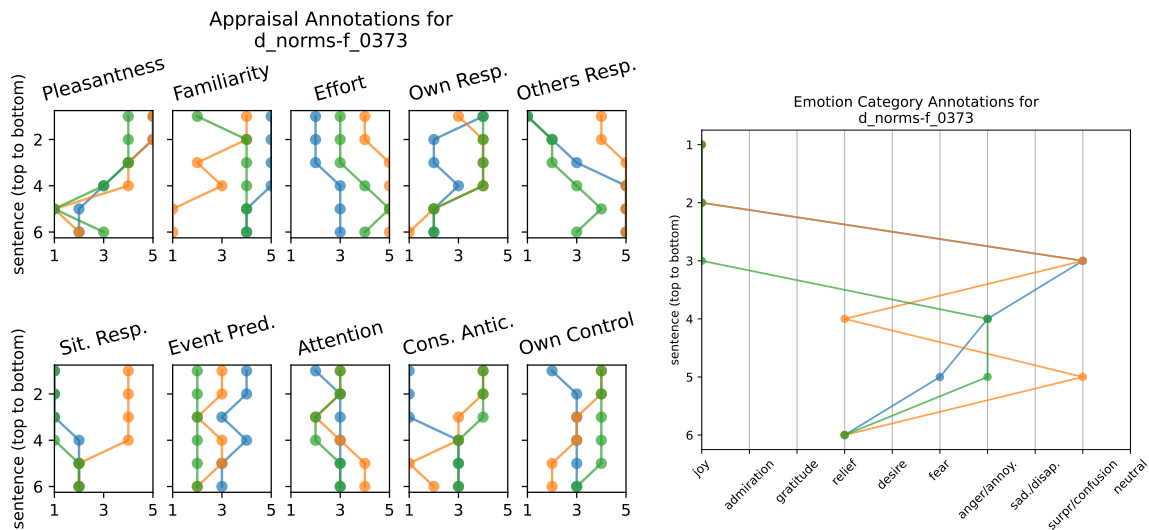 Appraisal Annotations for
d_norms-f_0373
Pleasantness Familiarity Effort Own Resp. Others Resp.
sentence (top to bottom)
2
4
6
1 3 5 1 3 5 1 3 5 1 3 5 1 3 5
Sit. Resp. Event Pred. Attention Cons. Antic. Own Control
sentence (top to bottom)
2
4
6
1 3 5 1 3 5 1 3 5 1 3 5 1 3 5
Emotion Category Annotations for
d_norms-f_0373
sentence (top to bottom)
1
2
3
4
5
6
joy admiration gratitude relief desire fear anger/annoy. sad./disap. surpr/confusion neutral